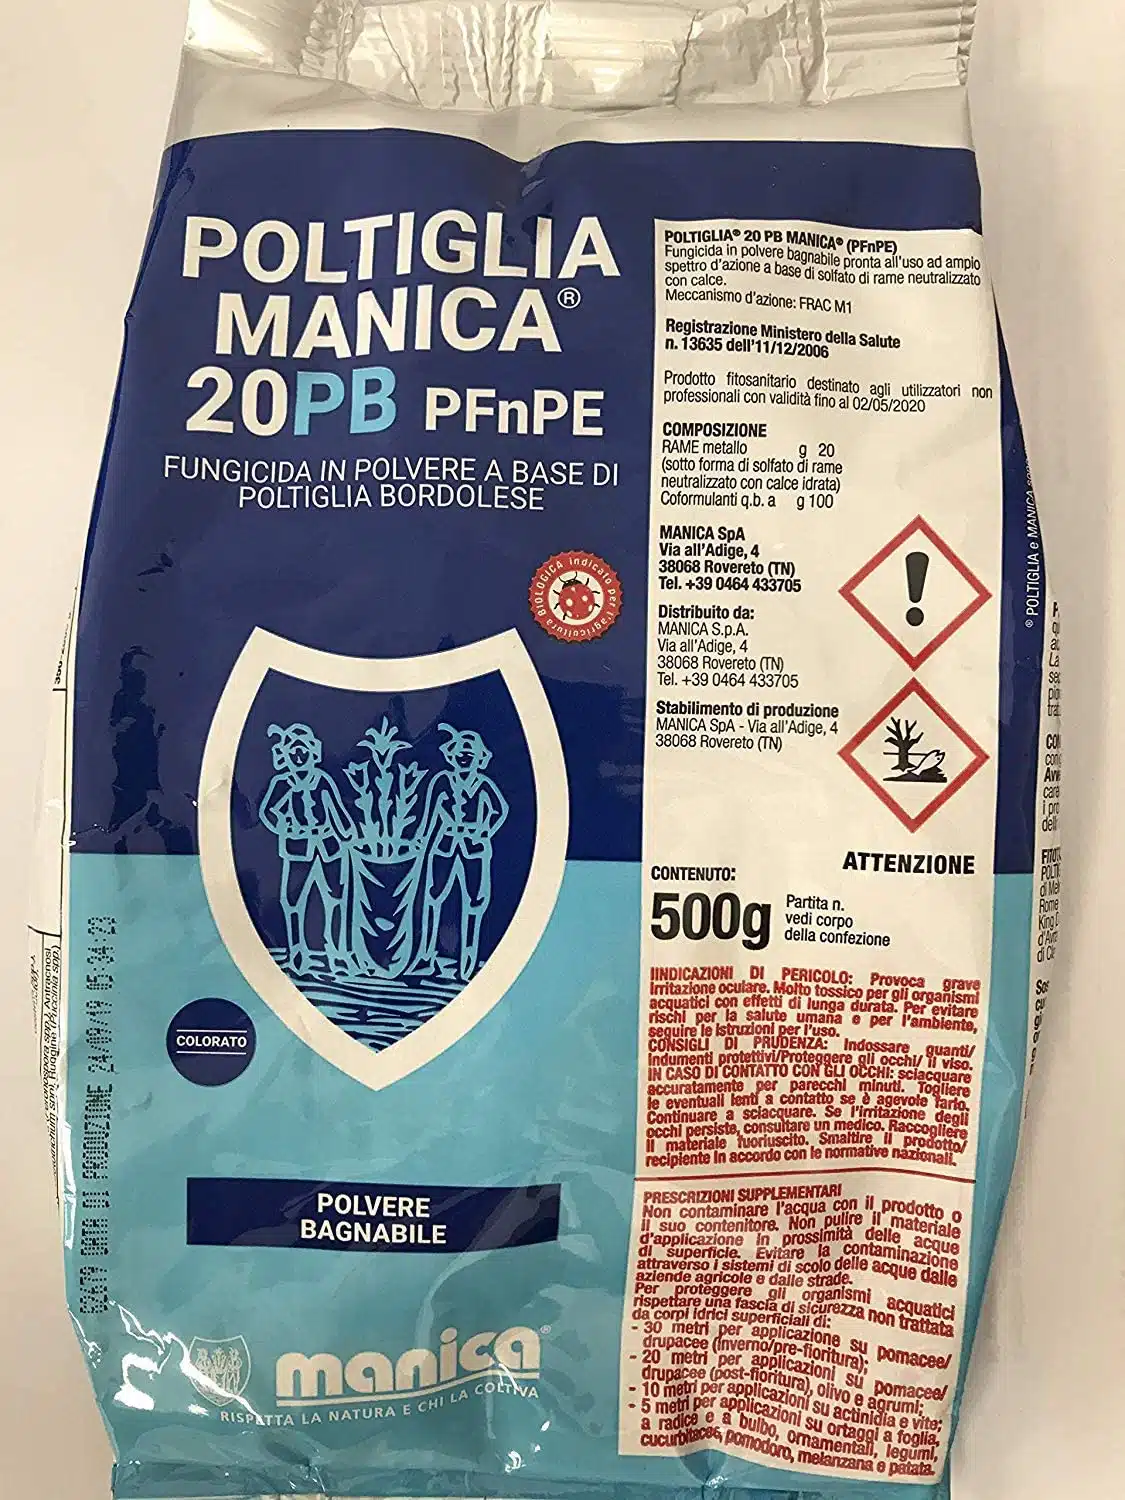 POLTIGLIA
MANICA®
20PB PFnPE
FUNGICIDA IN POLVERE A BASE DI
POLTIGLIA BORDOLESE
indicato per l'agricoltura BIOLOGICA
COLORATO
POLVERE
BAGNABILE
manica®
RISPETTA LA NATURA E CHI LA COLTIVA
DATA DI PRODUZIONE 24/09/19 05:34:23
POLTIGLIA® 20 PB MANICA® (PFnPE)
Fungicida in polvere bagnabile pronta all'uso ad ampio
spettro d'azione a base di solfato di rame neutralizzato
con calce.
Meccanismo d'azione: FRAC M1
Registrazione Ministero della Salute
n. 13635 dell'11/12/2006
Prodotto fitosanitario destinato agli utilizzatori non
professionali con validità fino al 02/05/2020
COMPOSIZIONE
RAME metallo g 20
(sotto forma di solfato di rame
neutralizzato con calce idrata)
Coformulanti q.b. a g 100
MANICA SpA
Via all'Adige, 4
38068 Rovereto (TN)
Tel. +39 0464 433705
Distribuito da:
MANICA S.p.A.
Via all'Adige, 4
38068 Rovereto (TN)
Tel. +39 0464 433705
Stabilimento di produzione
MANICA SpA - Via all'Adige, 4
38068 Rovereto (TN)
ATTENZIONE
CONTENUTO:
500g
Partita n.
vedi corpo
della confezione
IINDICAZIONI DI PERICOLO: Provoca grave
irritazione oculare. Molto tossico per gli organismi
acquatici con effetti di lunga durata. Per evitare
rischi per la salute umana e per l'ambiente,
seguire le istruzioni per l'uso.
CONSIGLI DI PRUDENZA: Indossare guanti/
indumenti protettivi/Proteggere gli occhi/ il viso.
IN CASO DI CONTATTO CON GLI OCCHI: sciacquare
accuratamente per parecchi minuti. Togliere
le eventuali lenti a contatto se è agevole farlo.
Continuare a sciacquare. Se l'irritazione degli
occhi persiste, consultare un medico. Raccogliere
il materiale fuoriuscito. Smaltire il prodotto/
recipiente in accordo con le normative nazionali.
PRESCRIZIONI SUPPLEMENTARI
Non contaminare l'acqua con il prodotto o
il suo contenitore. Non pulire il materiale
d'applicazione in prossimità delle acque
di superficie. Evitare la contaminazione
attraverso i sistemi di scolo delle acque dalle
aziende agricole e dalle strade.
Per proteggere gli organismi acquatici
rispettare una fascia di sicurezza non trattata
da corpi idrici superficiali di:
- 30 metri per applicazione su pomacee/
drupacee (inverno/pre-fioritura);
- 20 metri per applicazioni su pomacee/
drupacee (post-fioritura), olivo e agrumi;
- 10 metri per applicazioni su actinidia e vite;
- 5 metri per applicazioni su ortaggi a foglia,
a radice e a bulbo, ornamentali, legumi,
cucurbitacee, pomodoro, melanzana e patata.
® POLTIGLIA e MANICA